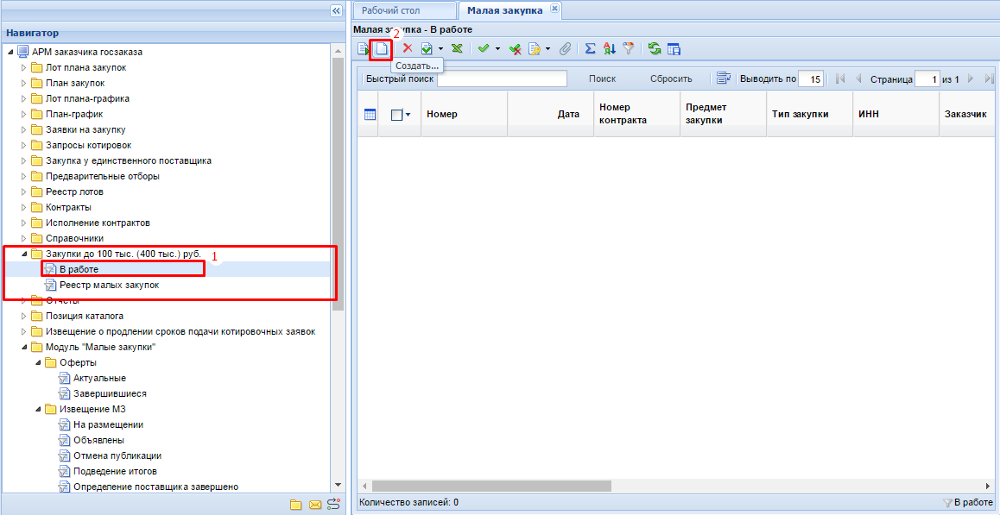 Навигатор
АРМ заказчика госзаказа
Лот плана закупок
План закупок
Лот плана-графика
План-график
Заявки на закупку
Запросы котировок
Закупка у единственного поставщика
Предварительные отборы
Реестр лотов
Контракты
Исполнение контрактов
Справочники
Закупки до 100 тыс. (400 тыс.) руб.
1
В работе
Реестр малых закупок
Отчеты
Позиция каталога
Извещение о продлении сроков подачи котировочных заявок
Модуль "Малые закупки"
Оферты
Актуальные
Завершившиеся
Извещение МЗ
На размещении
Объявлены
Отмена публикации
Подведение итогов
Определение поставщика завершено
Рабочий стол
Малая закупка
Малая закупка - В работе
2
Создать...
Быстрый поиск
Поиск
Сбросить
Выводить по 15
Страница 1 из 1
Номер
Дата
Номер контракта
Предмет закупки
Тип закупки
ИНН
Заказчик
Количество записей: 0
В работе